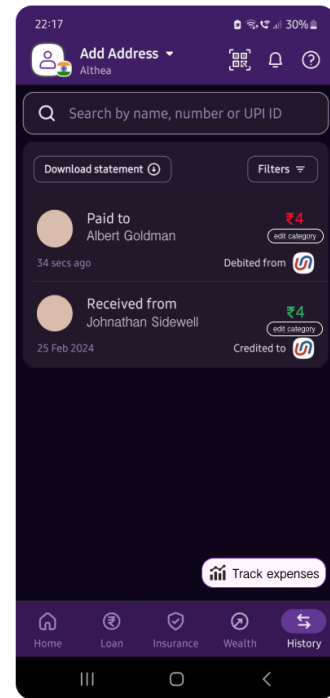 22:17
30%
Add Address
Althea
Search by name, number or UPI ID
Download statement
Filters
Paid to
₹4
Albert Goldman
edit category
34 secs ago
Debited from
Received from
₹4
Johnathan Sidewell
edit category
25 Feb 2024
Credited to
Track expenses
Home
Loan
Insurance
Wealth
History